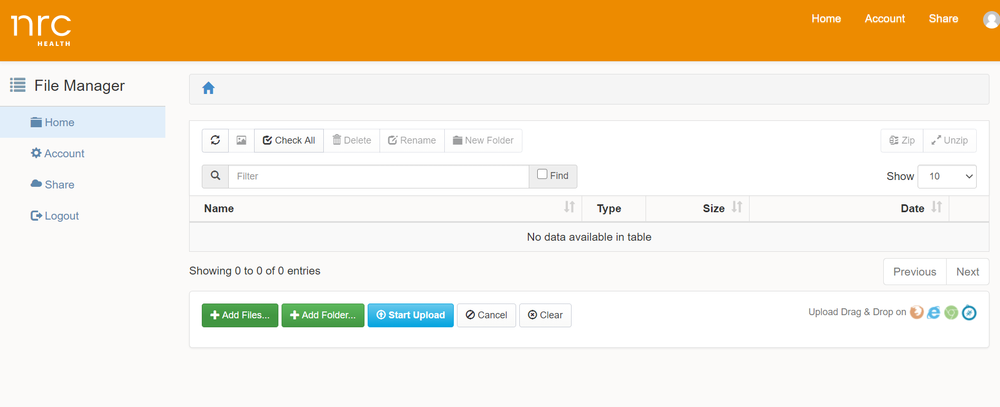 nrc
HEALTH
Home Account Share
File Manager
Home
Account
Share
Logout
Check All Delete Rename New Folder Zip Unzip
Filter Find Show 10
Name Type Size Date
No data available in table
Showing 0 to 0 of 0 entries
Previous Next
Add Files... Add Folder... Start Upload Cancel Clear Upload Drag & Drop on